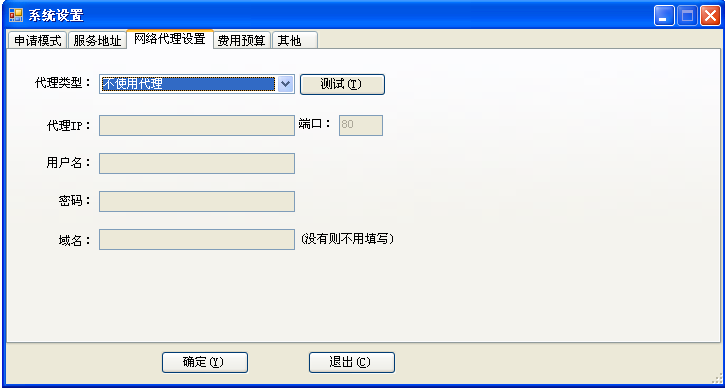 系统设置
申请模式 服务地址 网络代理设置 费用预算 其他
代理类型： 不使用代理 测试(T)
代理IP： 端口： 80
用户名：
密码：
域名： (没有则不用填写)
确定(Y) 退出(C)